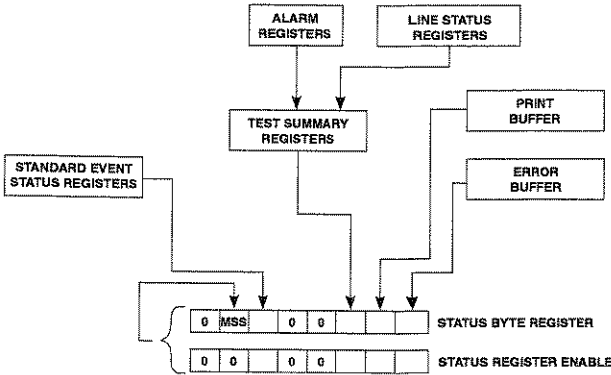 ALARM
REGISTERS
LINE STATUS
REGISTERS
TEST SUMMARY
REGISTERS
PRINT
BUFFER
STANDARD EVENT
STATUS REGISTERS
ERROR
BUFFER
0 MSS 0 0
STATUS BYTE REGISTER
0 0 0 0
STATUS REGISTER ENABLE